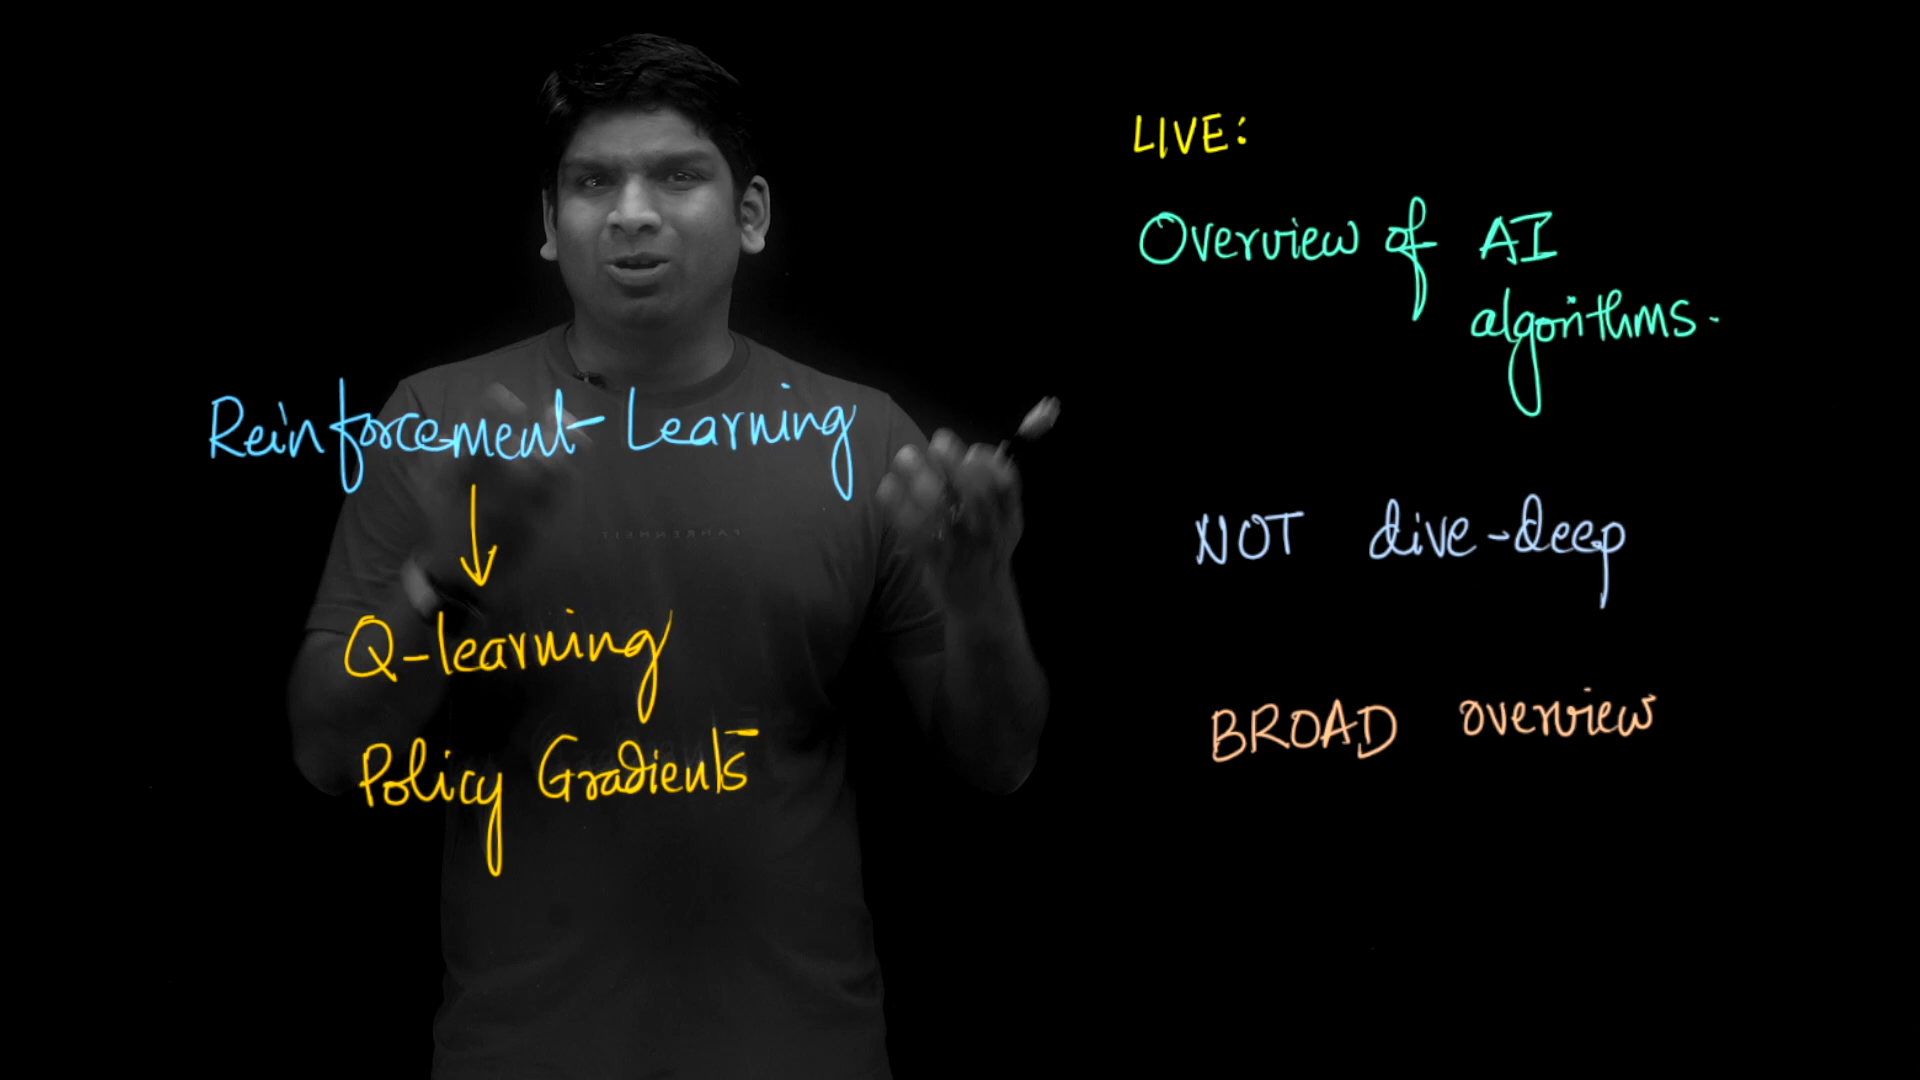 LIVE:
Overview of AI
algorithms.
Reinforcement Learning
↓
Q-learning
Policy Gradients
NOT dive-deep
BROAD overview